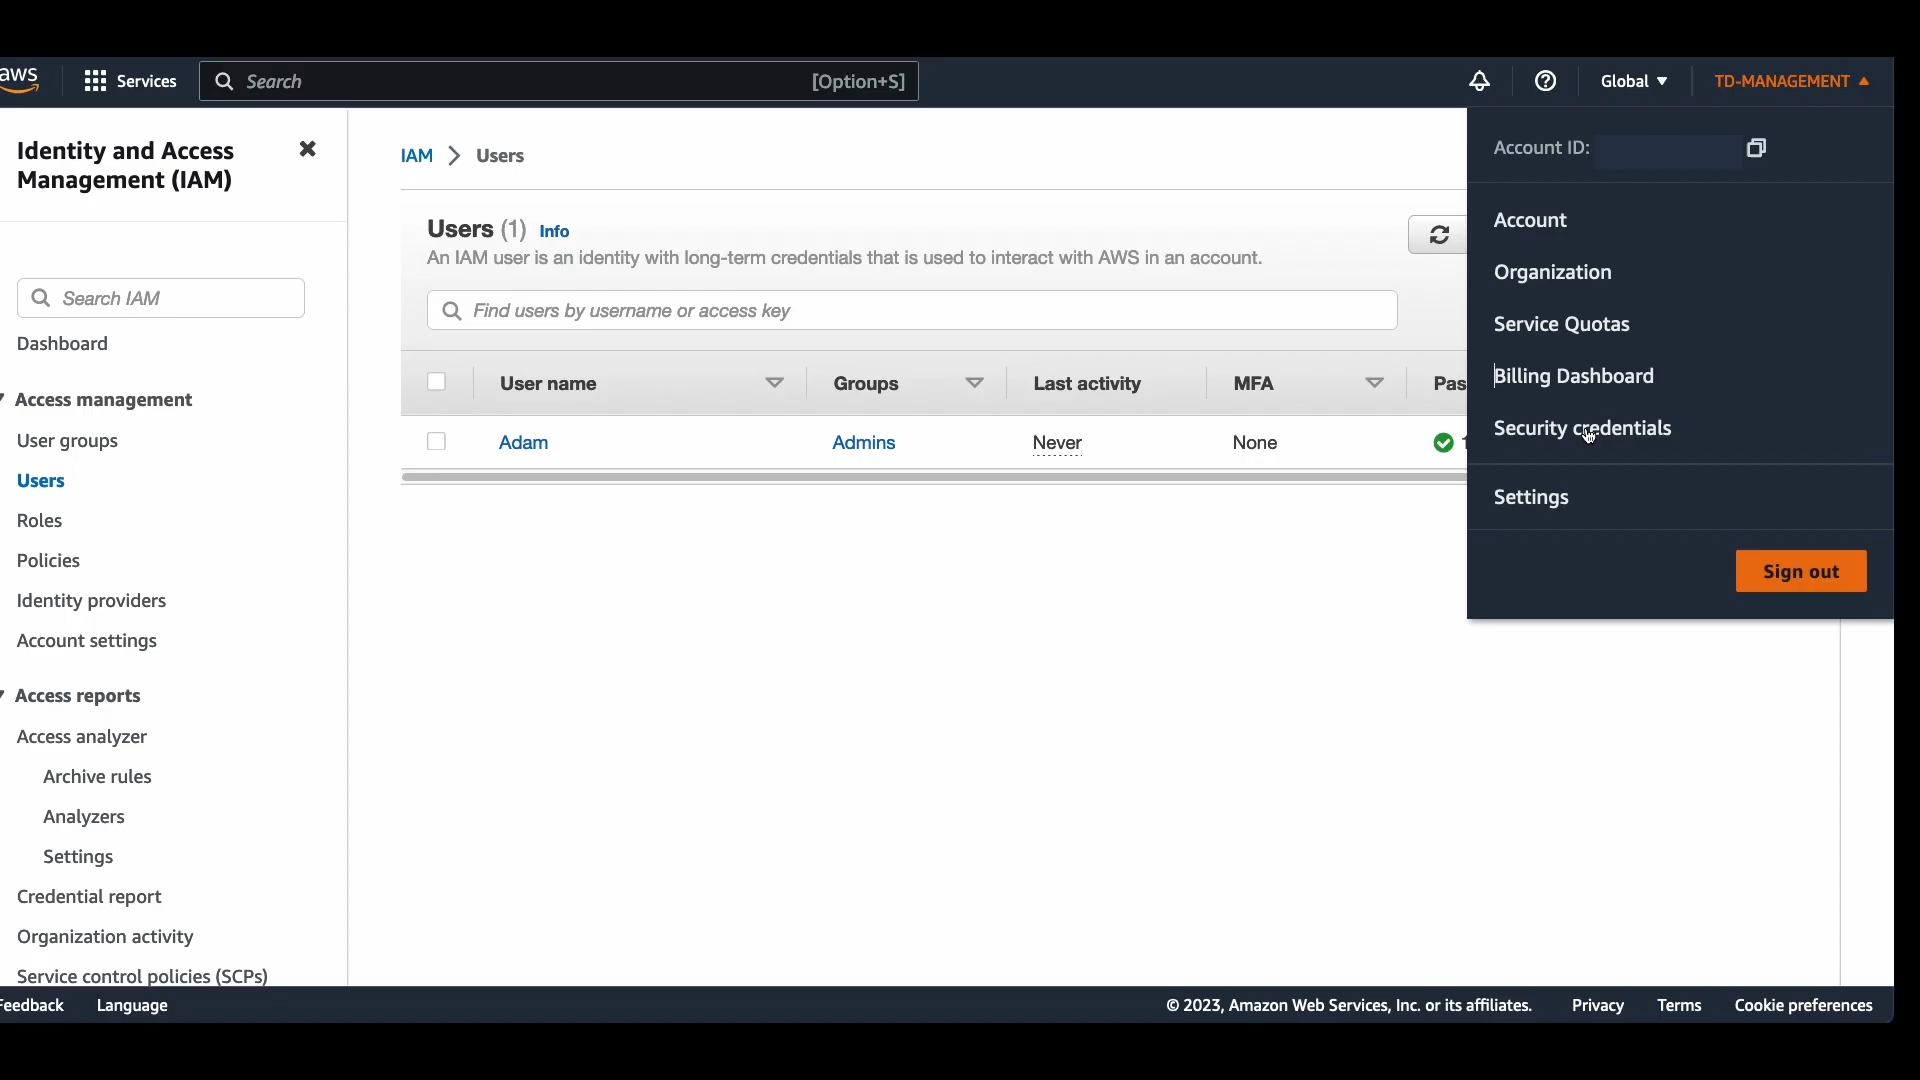 aws
Services
Search
[Option+S]
Global
TD-MANAGEMENT
Identity and Access
Management (IAM)
Search IAM
Dashboard
Access management
User groups
Users
Roles
Policies
Identity providers
Account settings
Access reports
Access analyzer
Archive rules
Analyzers
Settings
Credential report
Organization activity
Service control policies (SCPs)
IAM
Users
Users (1) Info
An IAM user is an identity with long-term credentials that is used to interact with AWS in an account.
Find users by username or access key
User name
Groups
Last activity
MFA
Pas
Adam
Admins
Never
None
Account ID:
Account
Organization
Service Quotas
Billing Dashboard
Security credentials
Settings
Sign out
Feedback
Language
© 2023, Amazon Web Services, Inc. or its affiliates.
Privacy
Terms
Cookie preferences